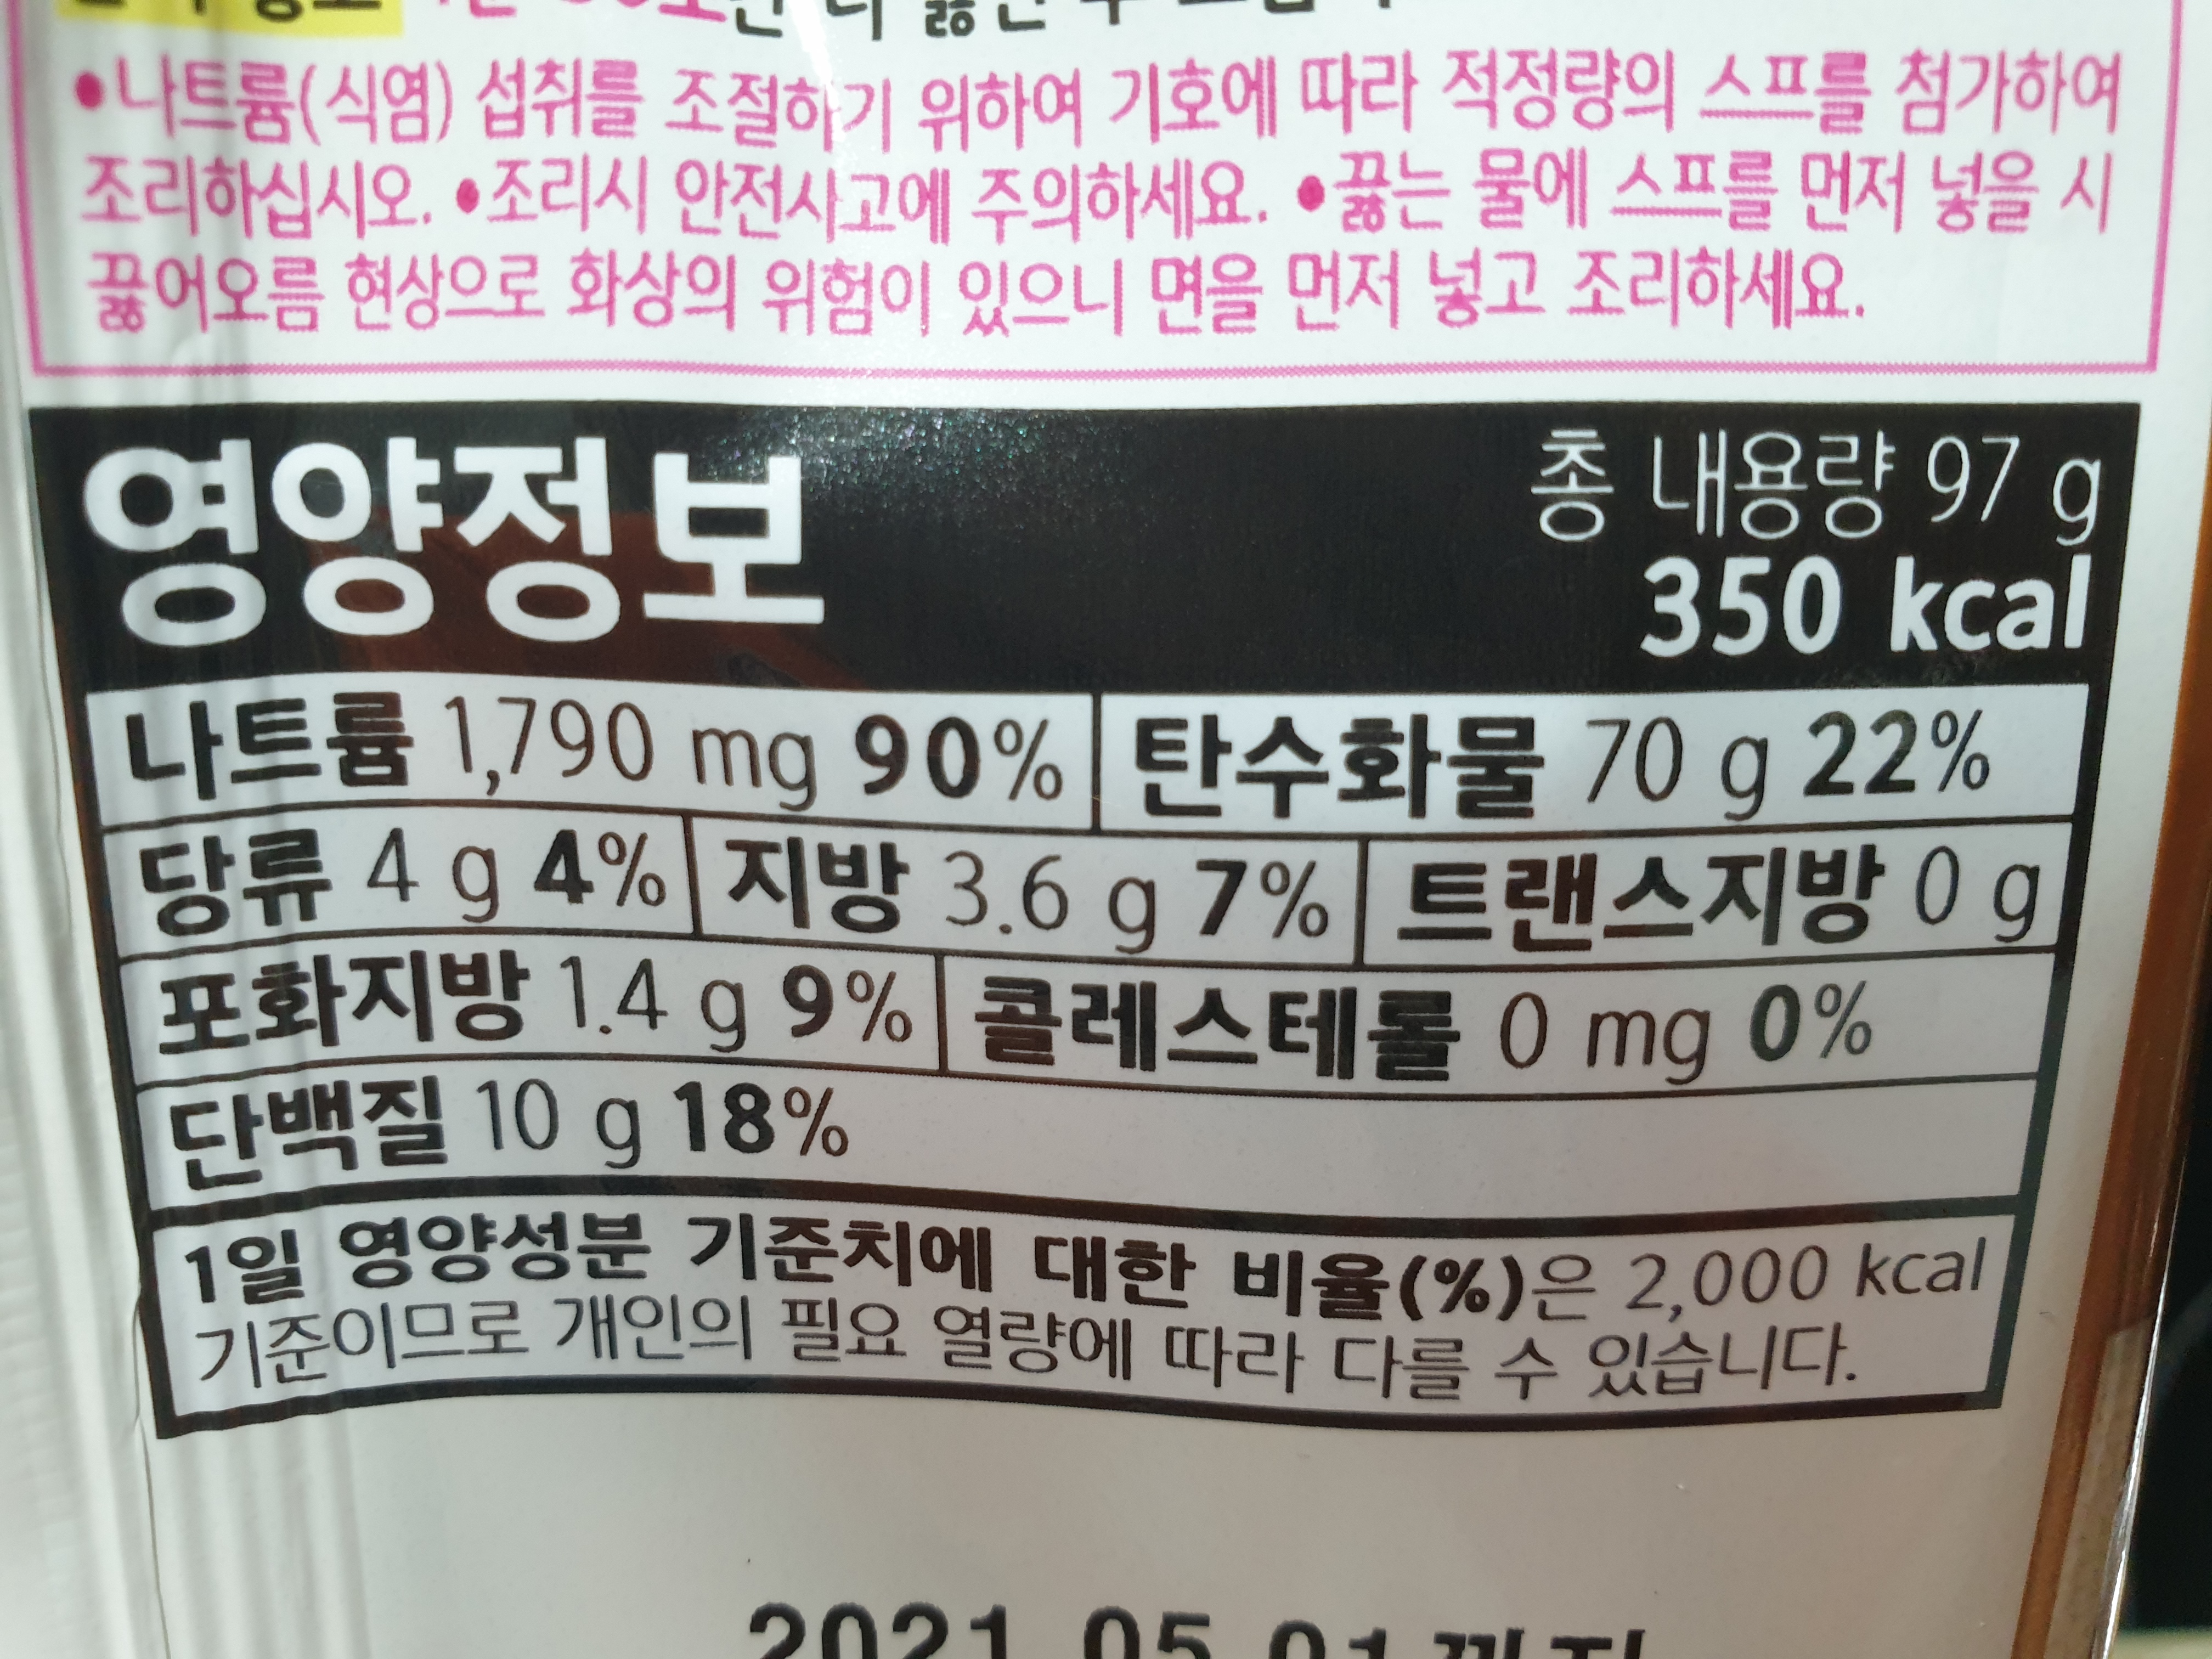 •나트륨(식염) 섭취를 조절하기 위하여 기호에 따라 적정량의 스프를 첨가하여
조리하십시오. •조리시 안전사고에 주의하세요. •끓는 물에 스프를 먼저 넣을 시
끓어오름 현상으로 화상의 위험이 있으니 면을 먼저 넣고 조리하세요.
영양정보
총 내용량 97 g
350 kcal
나트륨 1,790 mg 90% 탄수화물 70 g 22%
당류 4 g 4% 지방 3.6 g 7% 트랜스지방 0 g
포화지방 1.4 g 9% 콜레스테롤 0 mg 0%
단백질 10 g 18%
1일 영양성분 기준치에 대한 비율(%)은 2,000 kcal
기준이므로 개인의 필요 열량에 따라 다를 수 있습니다.
2021.05.01까지